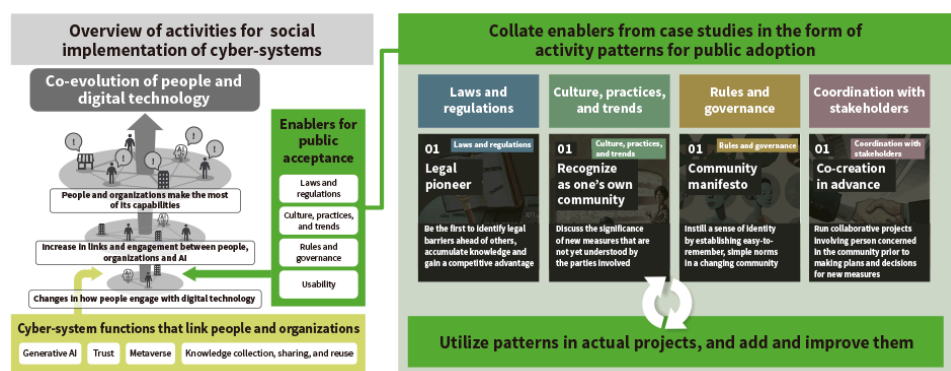 Overview of activities for social
implementation of cyber-systems
Co-evolution of people and
digital technology
People and organizations make the most
of its capabilities
Increase in links and engagement between people,
organizations and AI
Changes in how people engage with digital technology
Enablers for
public
acceptance
Laws and
regulations
Culture, practices,
and trends
Rules and
governance
Usability
Cyber-system functions that link people and organizations
Generative AI
Trust
Metaverse
Knowledge collection, sharing, and reuse
Collate enablers from case studies in the form of
activity patterns for public adoption
Laws and
regulations
01
Laws and regulations
Legal
pioneer
Be the first to identify legal
barriers ahead of others,
accumulate knowledge and
gain a competitive advantage
Culture, practices,
and trends
01
Culture, practices,
and trends
Recognize
as one's own
community
Discuss the significance
of new measures that are
not yet understood by
the parties involved
Rules and
governance
01
Rules and governance
Community
manifesto
Instill a sense of identity
by establishing easy-to-
remember, simple norms
in a changing community
Coordination with
stakeholders
01
Coordination with
stakeholders
Co-creation
in advance
Run collaborative projects
involving person concerned
in the community prior to
making plans and decisions
for new measures
Utilize patterns in actual projects, and add and improve them